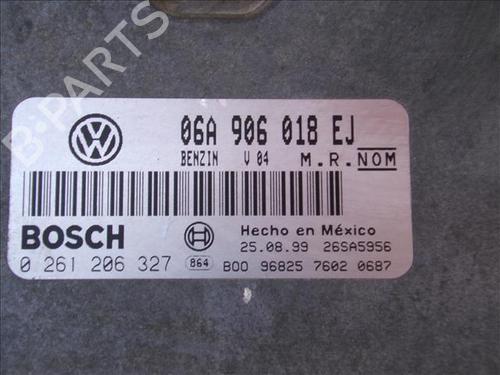 B-PARTS
06A 906 018 EJ
BENZIN V 04 M.R.NOM
BOSCH
Hecho en México
25.08.99 26SA5956
0 261 206 327 864 BOO 96825 7602 0687